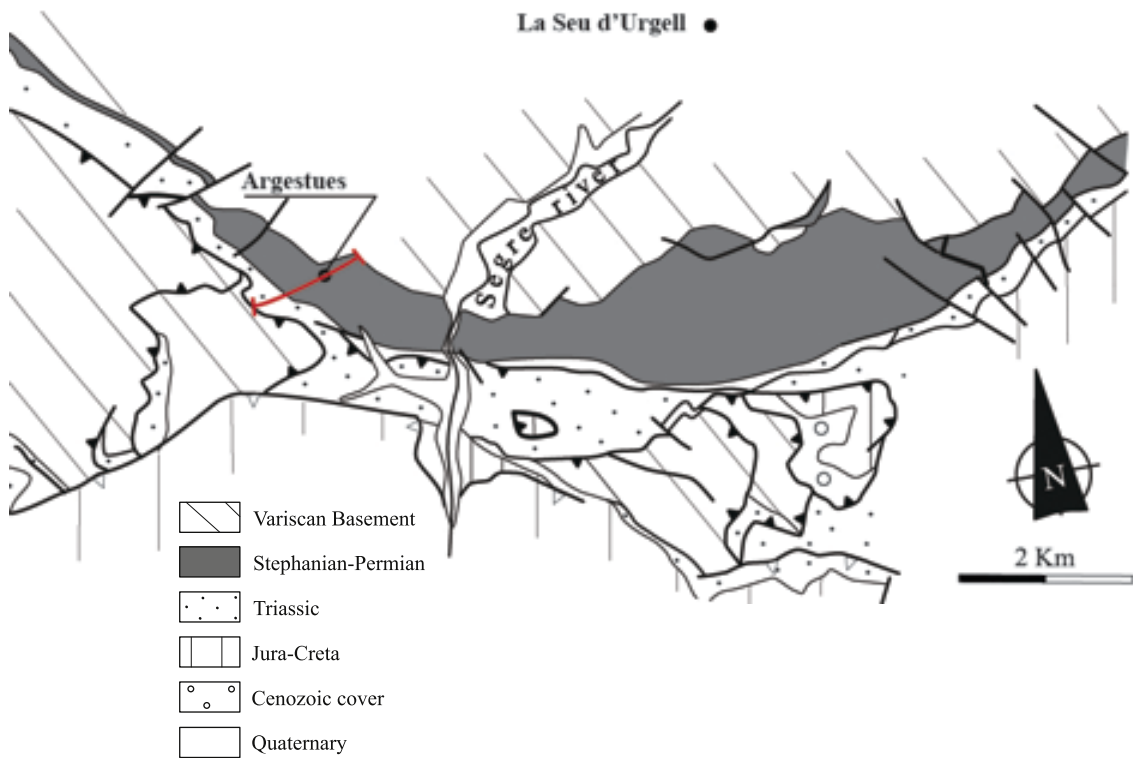 La Seu d'Urgell
Argestues
Segre river
N
2 Km
Variscan Basement
Stephanian-Permian
Triassic
Jura-Creta
Cenozoic cover
Quaternary